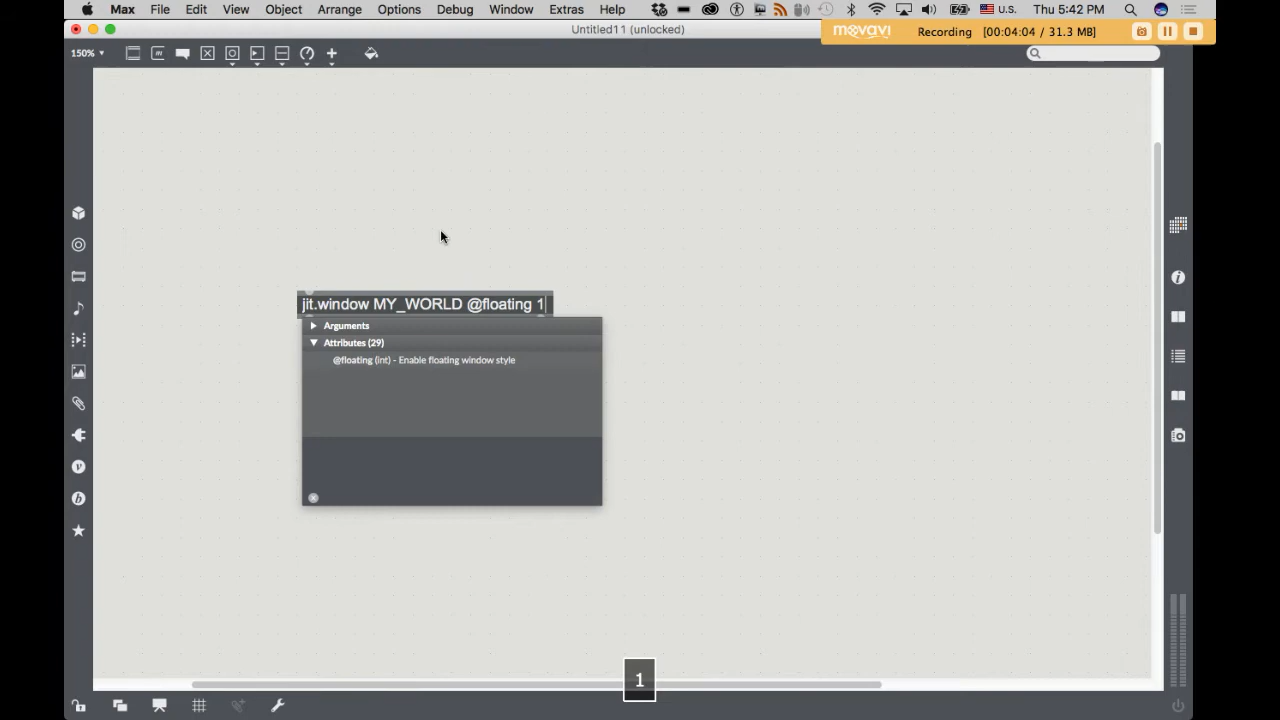 Max File Edit View Object Arrange Options Debug Window Extras Help U.S. Thu 5:42 PM
Untitled11 (unlocked)
movavi Recording [00:04:04 / 31.3 MB]
150%
jit.window MY_WORLD @floating 1
Arguments
Attributes (29)
@floating (int) - Enable floating window style
1